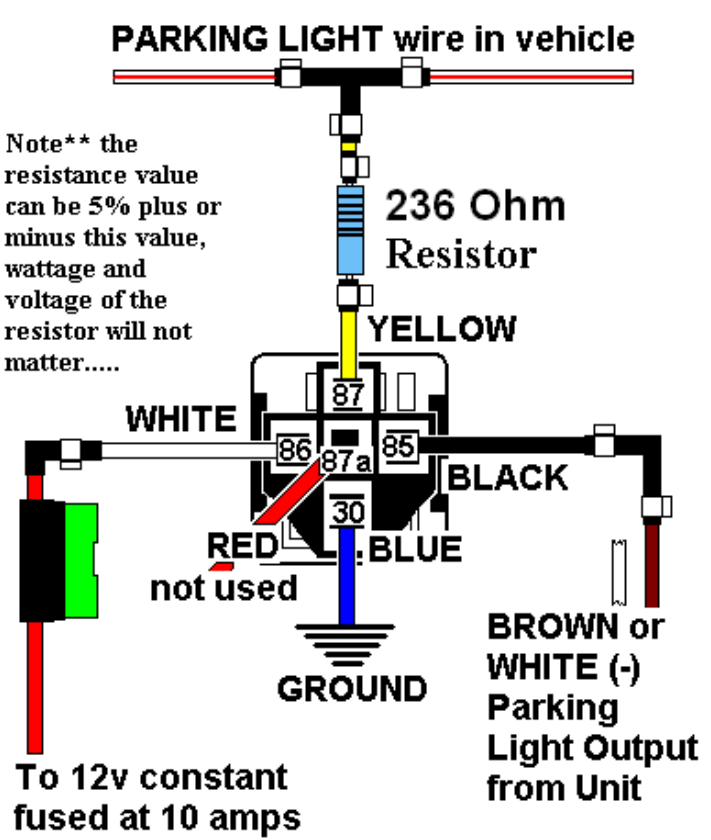 PARKING LIGHT wire in vehicle
Note** the
resistance value
can be 5% plus or
minus this value,
wattage and
voltage of the
resistor will not
matter.....
236 Ohm
Resistor
YELLOW
87
WHITE
86
87a
85
BLACK
30
RED
not used
BLUE
GROUND
BROWN or
WHITE (-)
Parking
Light Output
from Unit
To 12v constant
fused at 10 amps